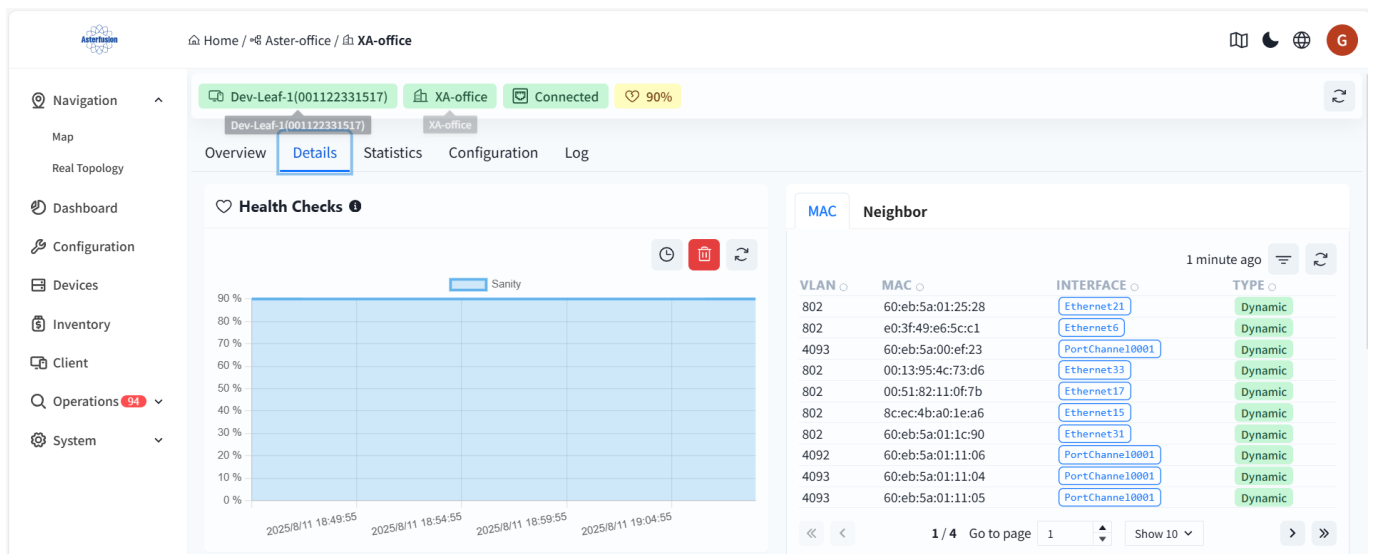 Asterfusion
Home / Aster-office / XA-office
G
Navigation
Map
Real Topology
Dashboard
Configuration
Devices
Inventory
Client
Operations 94
System
Dev-Leaf-1(001122331517) XA-office Connected 90%
Dev-Leaf-1(001122331517) XA-office
Overview Details Statistics Configuration Log
Health Checks
Sanity
90 %
80 %
70 %
60 %
50 %
40 %
30 %
20 %
10 %
0 %
2025/8/11 18:49:55 2025/8/11 18:54:55 2025/8/11 18:59:55 2025/8/11 19:04:55
MAC Neighbor
1 minute ago
VLAN MAC INTERFACE TYPE
802 60:eb:5a:01:25:28 Ethernet21 Dynamic
802 e0:3f:49:e6:5c:c1 Ethernet6 Dynamic
4093 60:eb:5a:00:ef:23 PortChannel0001 Dynamic
802 00:13:95:4c:73:d6 Ethernet33 Dynamic
802 00:51:82:11:0f:7b Ethernet17 Dynamic
802 8c:ec:4b:a0:1e:a6 Ethernet15 Dynamic
802 60:eb:5a:01:1c:90 Ethernet31 Dynamic
4092 60:eb:5a:01:11:06 PortChannel0001 Dynamic
4093 60:eb:5a:01:11:04 PortChannel0001 Dynamic
4093 60:eb:5a:01:11:05 PortChannel0001 Dynamic
1 / 4 Go to page 1 Show 10